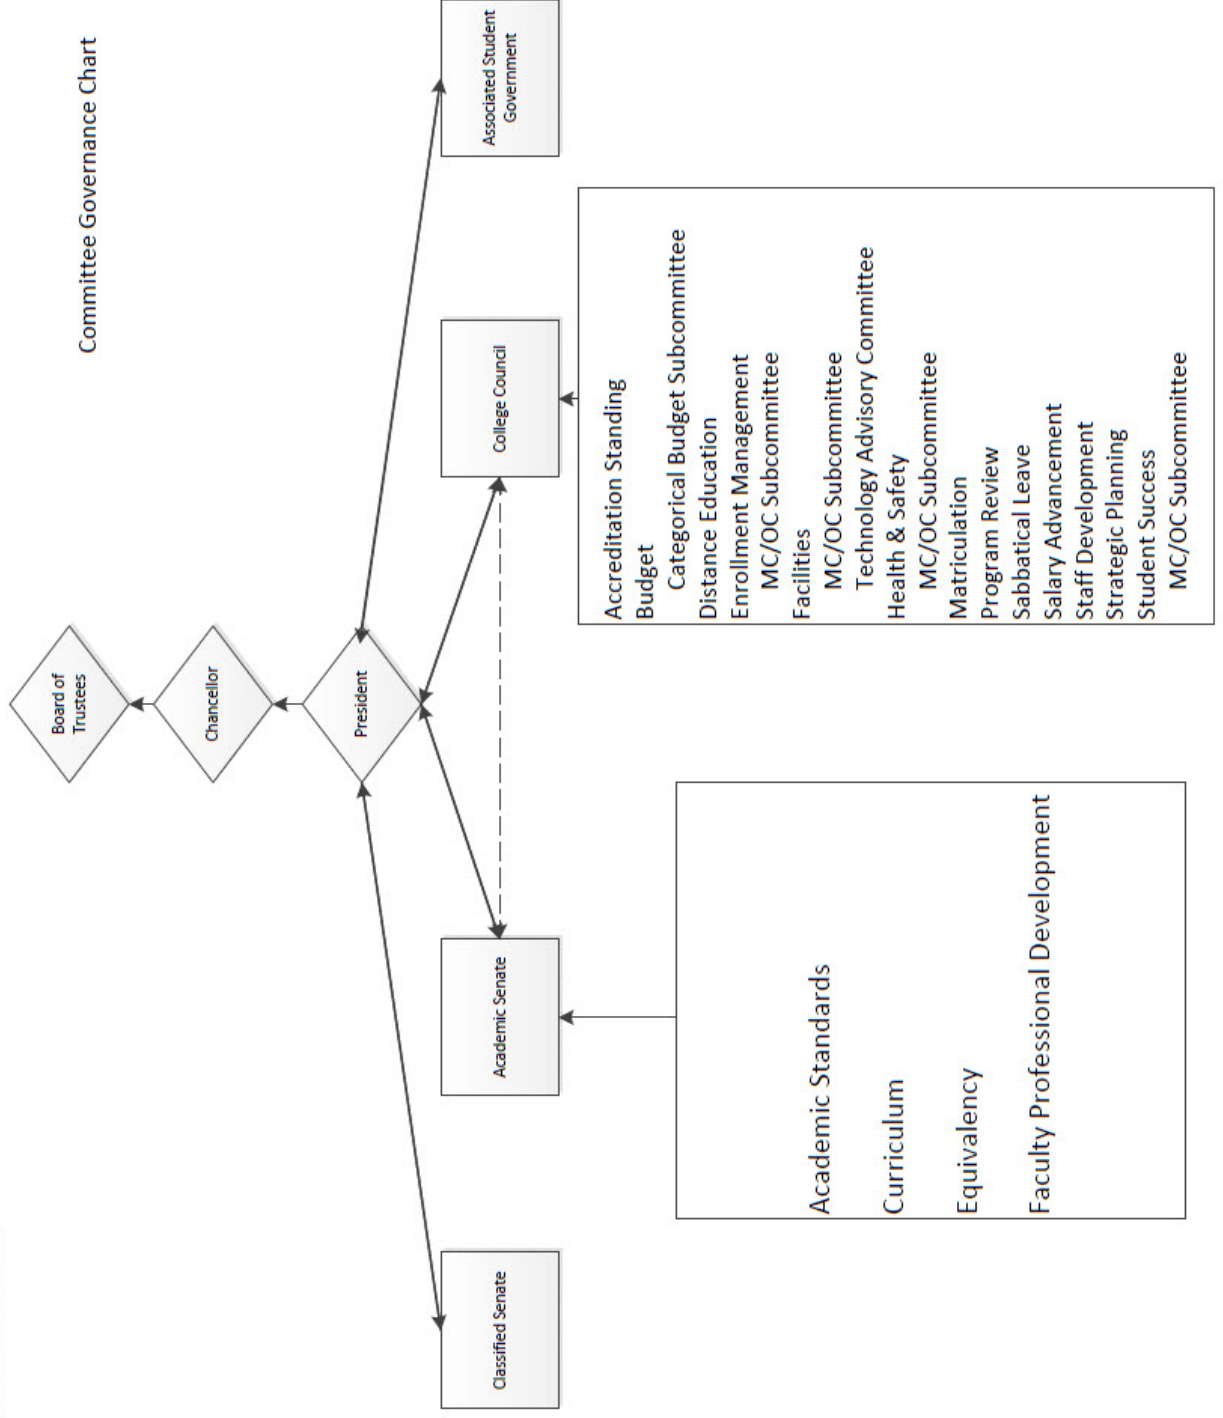 Committee Governance Chart
Board of
Trustees
Chancellor
President
Classified Senate
Academic Senate
College Council
Associated Student
Government
Academic Standards
Curriculum
Equivalency
Faculty Professional Development
Accreditation Standing
Budget
Categorical Budget Subcommittee
Distance Education
Enrollment Management
MC/OC Subcommittee
Facilities
MC/OC Subcommittee
Technology Advisory Committee
Health & Safety
MC/OC Subcommittee
Matriculation
Program Review
Sabbatical Leave
Salary Advancement
Staff Development
Strategic Planning
Student Success
MC/OC Subcommittee